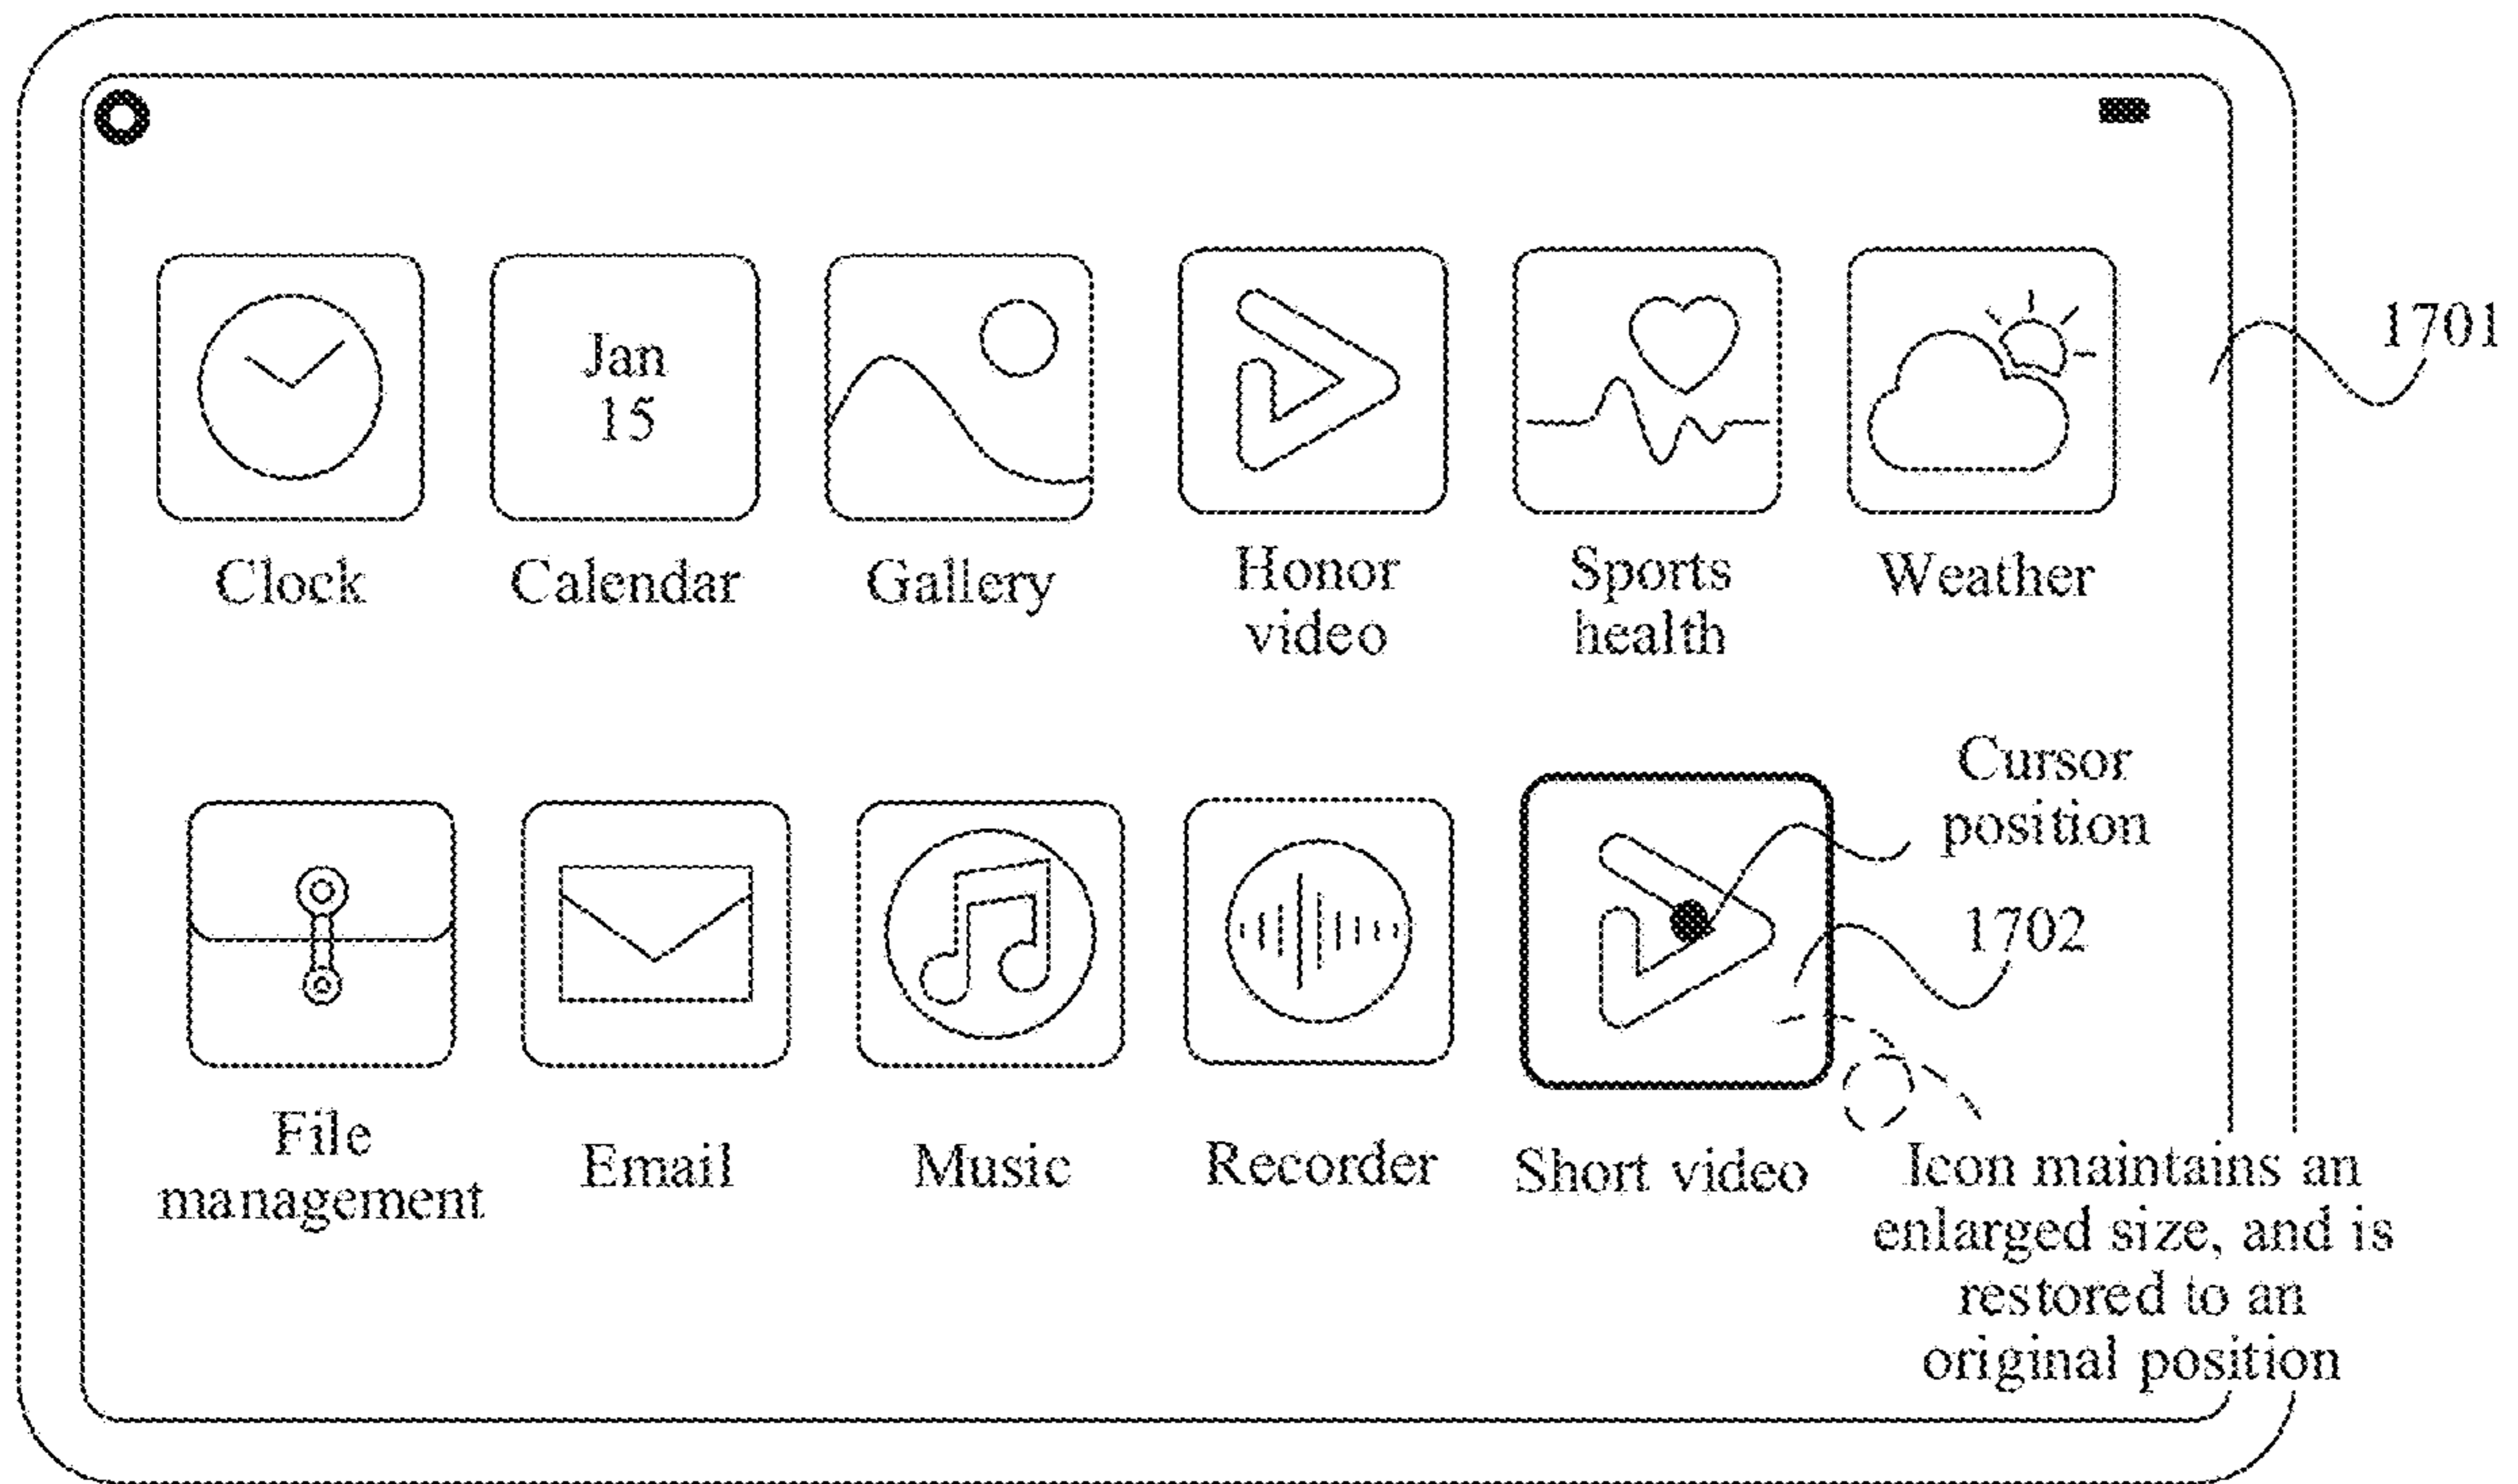 Jan
15
1701
Clock
Calendar
Gallery
Honor
video
Sports
health
Weather
Cursor
position
1702
File
management
Email
Music
Recorder
Short video
Icon maintains an
enlarged size, and is
restored to an
original position